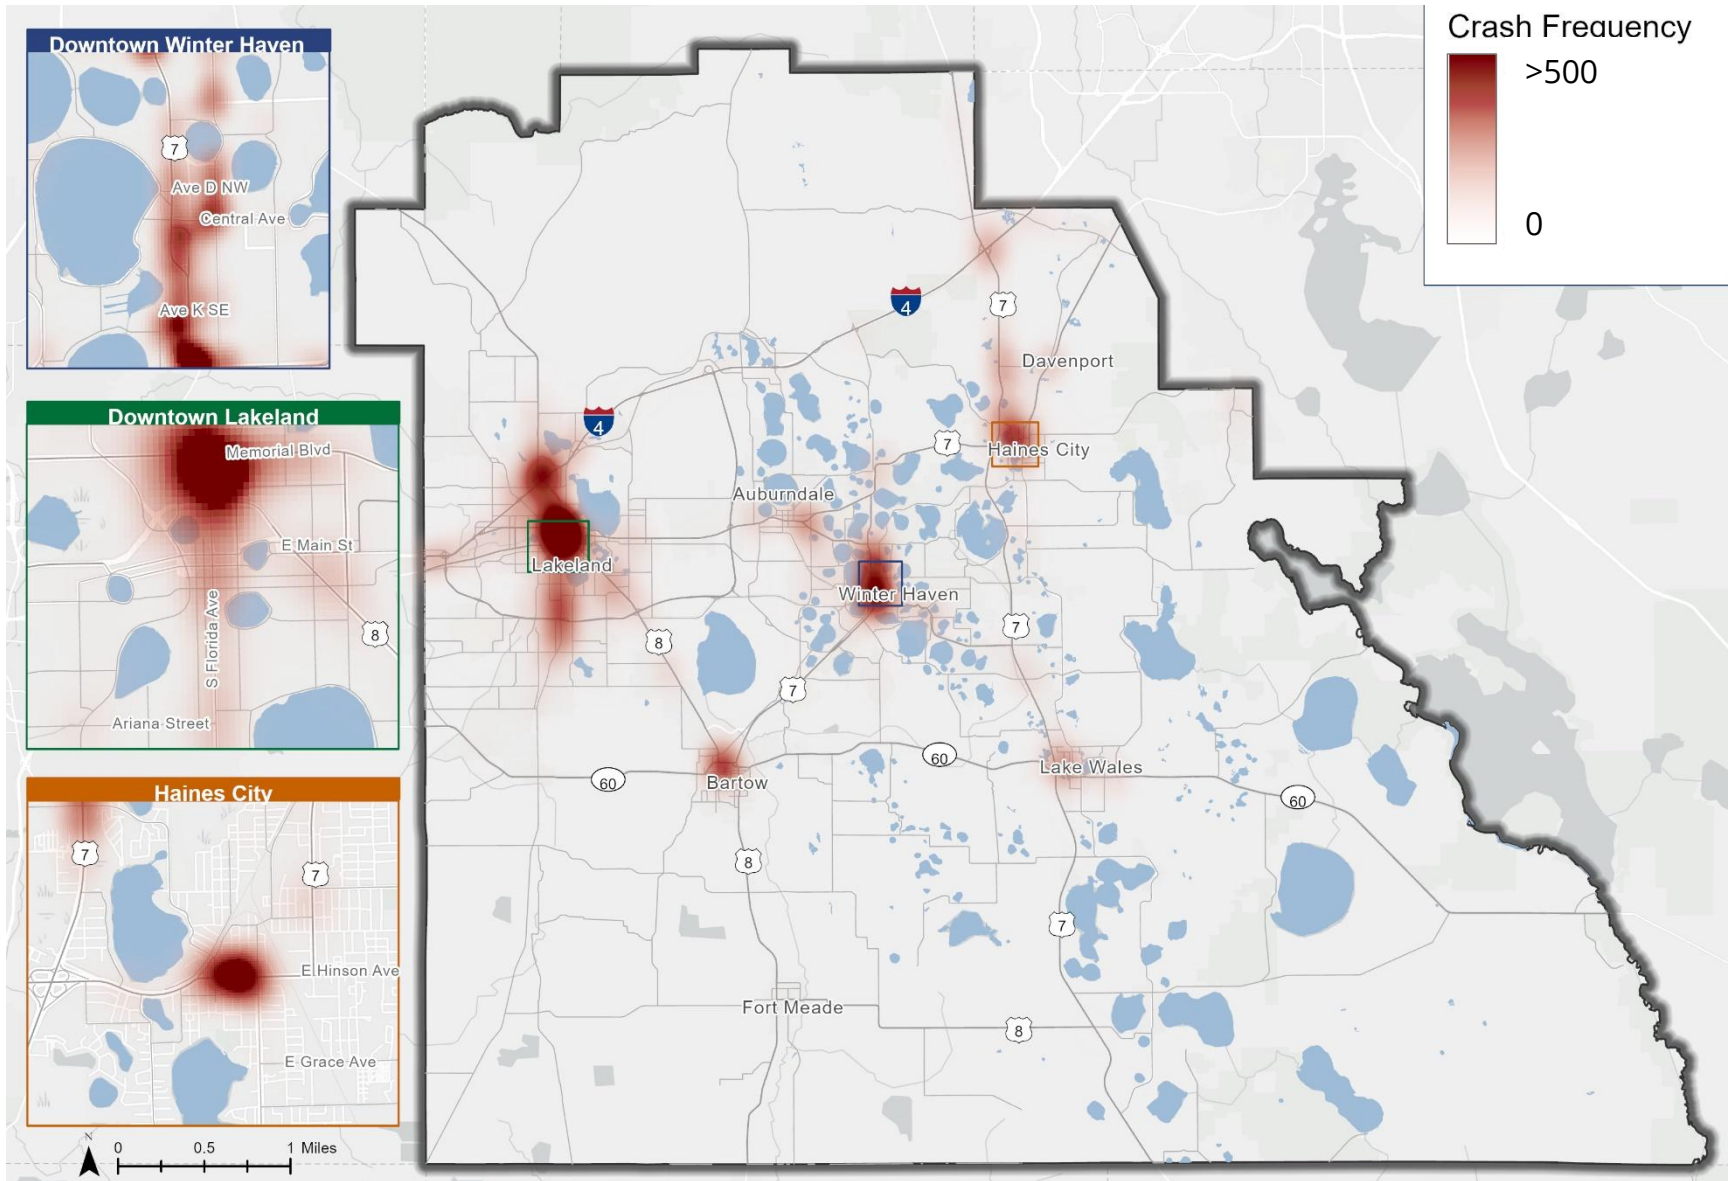 Crash Frequency
>500
0
Downtown Winter Haven
7
Ave D NW
Central Ave
Ave K SE
Downtown Lakeland
Memorial Blvd
E Main St
S Florida Ave
8
Ariana Street
Haines City
7
7
E Hinson Ave
E Grace Ave
N
0 0.5 1 Miles
4
7
Davenport
4
7
Haines City
Auburndale
Lakeland
Winter Haven
7
8
7
60
Lake Wales
60
Bartow
60
8
7
Fort Meade
8